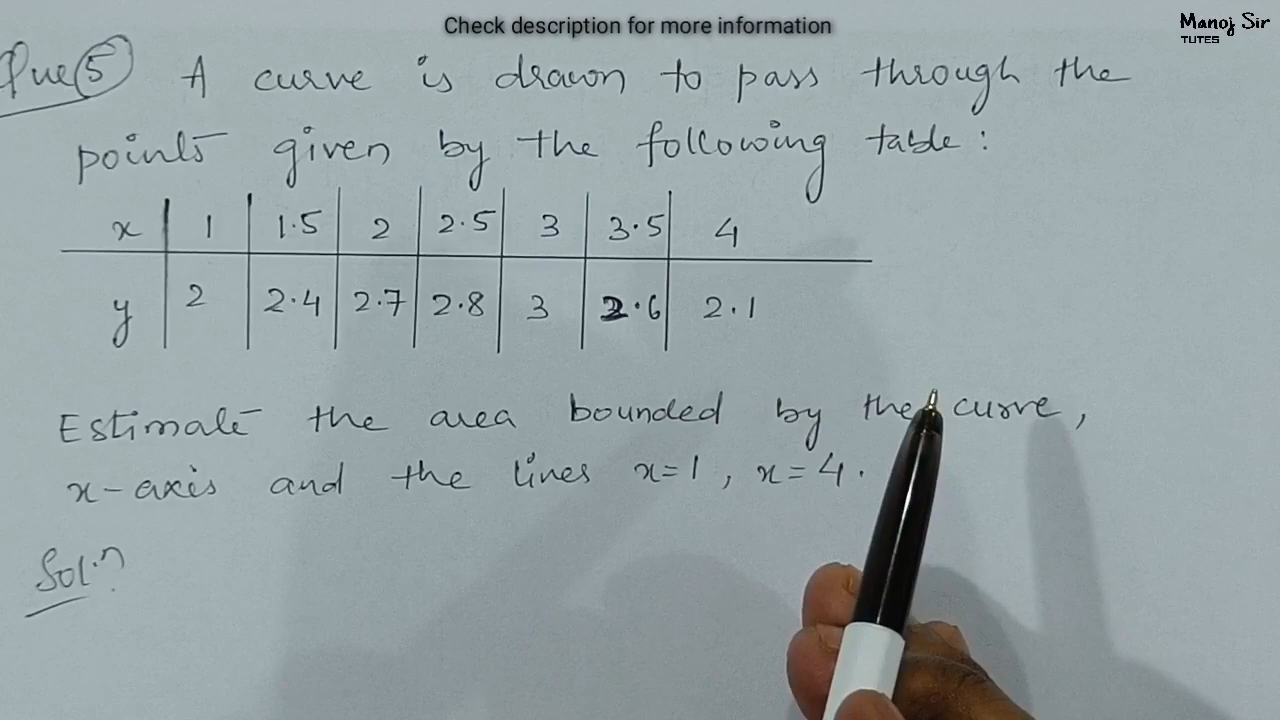 Check description for more information
Manoj Sir
TUTES
Que 5 A curve is drawn to pass through the
points given by the following table:
x 1 1.5 2 2.5 3 3.5 4
y 2 2.4 2.7 2.8 3 2.6 2.1
Estimate the area bounded by the curve,
x-axis and the lines x=1, x=4.
Sol.n